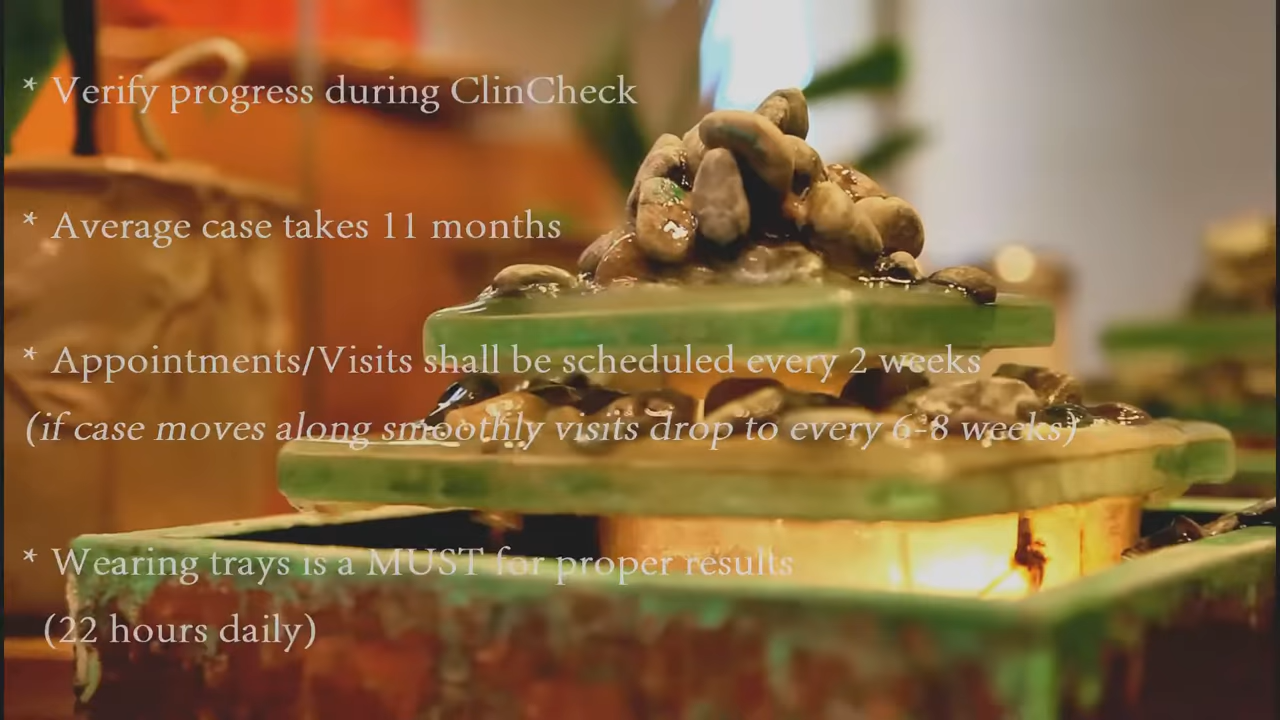 * Verify progress during ClinCheck
* Average case takes 11 months
* Appointments/Visits shall be scheduled every 2 weeks
(if case moves along smoothly visits drop to every 6-8 weeks)
* Wearing trays is a MUST for proper results
(22 hours daily)